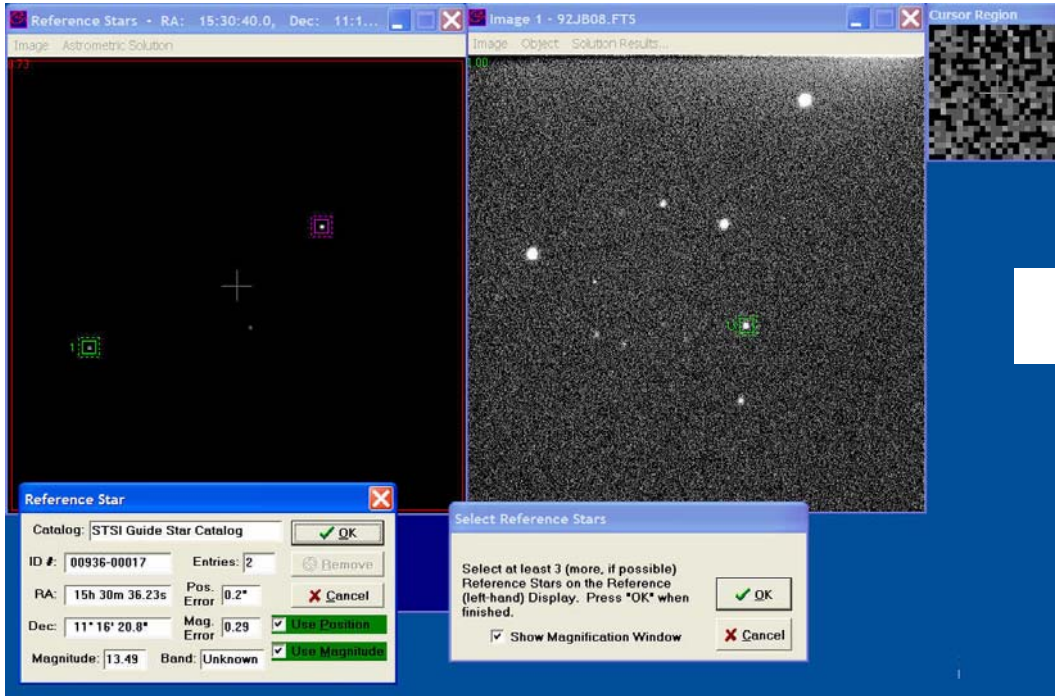 Reference Stars - RA: 15:30:40.0, Dec: 11:1...
Image Astrometric Solution
1
Image 1 - 92JB08.FTS
Image Object Solution Results...
1.00
Cursor Region
Reference Star
Catalog: STSI Guide Star Catalog
OK
ID #: 00936-00017 Entries: 2
Remove
RA: 15h 30m 36.23s Pos. Error 0.2"
Cancel
Dec: 11° 16' 20.8" Mag. Error 0.29
Use Position
Magnitude: 13.49 Band: Unknown
Use Magnitude
Select Reference Stars
Select at least 3 (more, if possible)
Reference Stars on the Reference
(left-hand) Display. Press "OK" when
finished.
OK
Show Magnification Window
Cancel